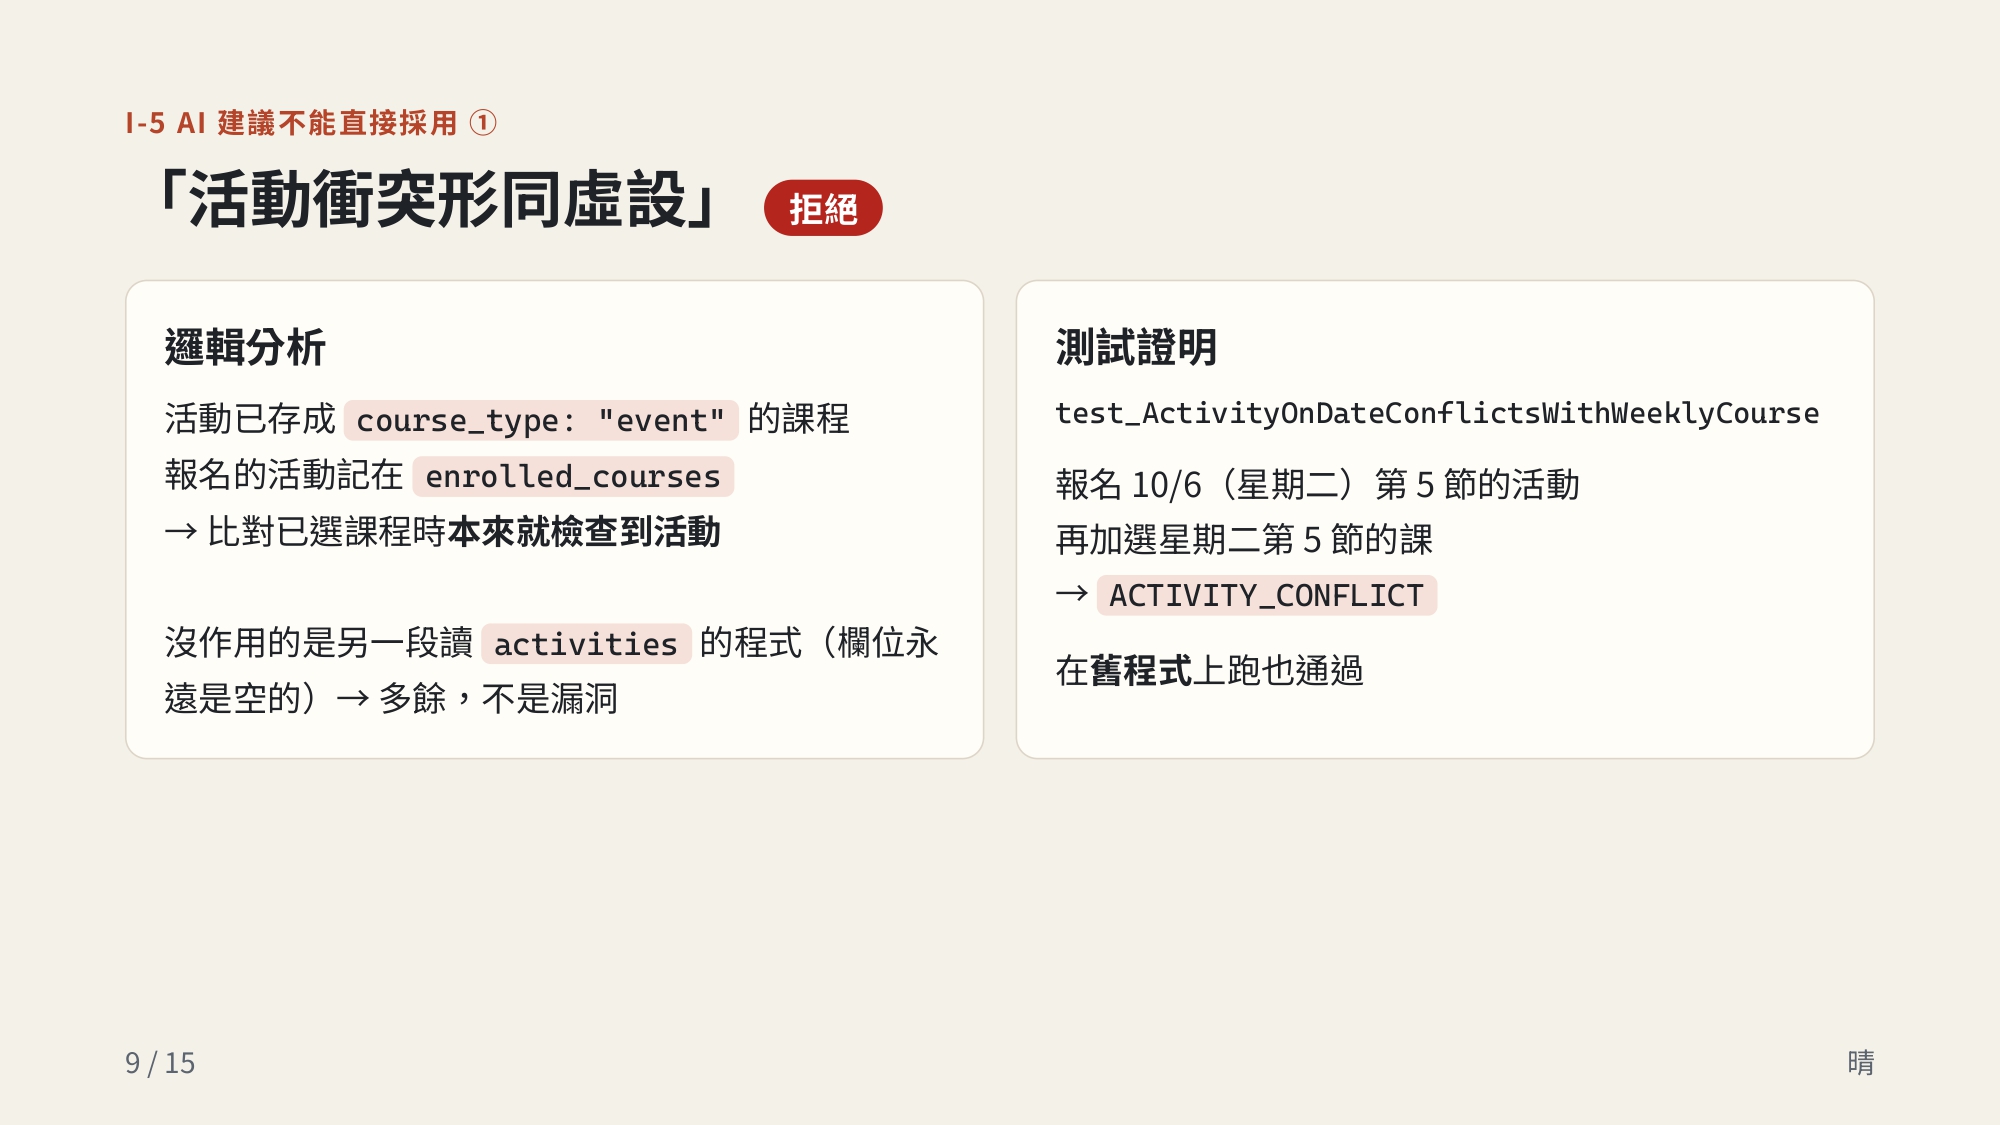 I-5 AI 建議不能直接採用 ①
「活動衝突形同虛設」 拒絕
邏輯分析
活動已存成 course_type: "event" 的課程
報名的活動記在 enrolled_courses
→ 比對已選課程時本來就檢查到活動
沒作用的是另一段讀 activities 的程式（欄位永
遠是空的）→ 多餘，不是漏洞
測試證明
test_ActivityOnDateConflictsWithWeeklyCourse
報名 10/6（星期二）第 5 節的活動
再加選星期二第 5 節的課
→ ACTIVITY_CONFLICT
在舊程式上跑也通過
9 / 15
晴